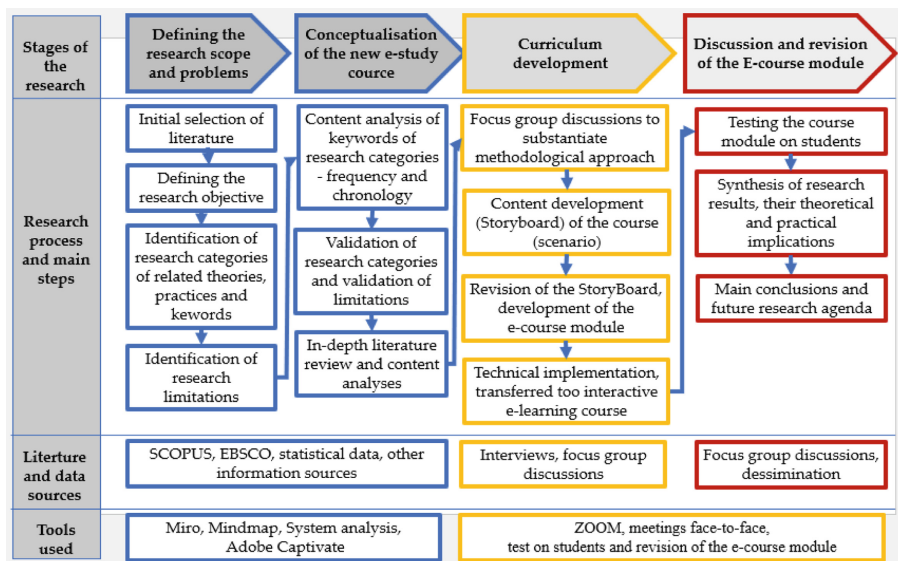 Stages of
the
research
Defining the
research scope
and problems
Conceptualisation
of the new e-study
cource
Curriculum
development
Discussion and revision
of the E-course module
Research
process and main
steps
Initial selection of
literature
Defining the
research objective
Identification of
research categories
of related theories,
practices and
kewords
Identification of
research
limitations
Content analysis of
keywords of
research categories
- frequency and
chronology
Validation of
research categories
and validation of
limitations
In-depth literature
review and content
analyses
Focus group discussions to
substantiate
methodological approach
Content development
(Storyboard) of the course
(scenario)
Revision of the StoryBoard,
development of the
e-course module
Technical implementation,
transferred too interactive
e-learning course
Testing the course
module on students
Synthesis of research
results, their theoretical
and practical
implications
Main conclusions and
future research agenda
Literture
and data
sources
SCOPUS, EBSCO, statistical data, other
information sources
Interviews, focus group
discussions
Focus group discussions,
dessimination
Tools
used
Miro, Mindmap, System analysis,
Adobe Captivate
ZOOM, meetings face-to-face,
test on students and revision of the e-course module